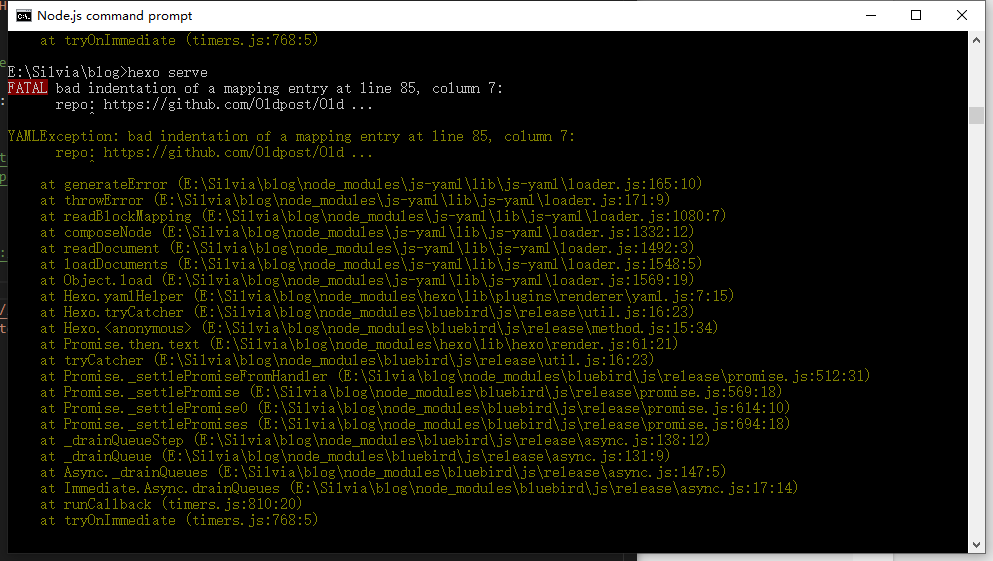 Node.js command prompt
at tryOnImmediate (timers.js:768:5)
E:\Silvia\blog>hexo serve
FATAL bad indentation of a mapping entry at line 85, column 7:
repo: https://github.com/Oldpost/Old ...
^
YAMLException: bad indentation of a mapping entry at line 85, column 7:
repo: https://github.com/Oldpost/Old ...
^
at generateError (E:\Silvia\blog\node_modules\js-yaml\lib\js-yaml\loader.js:165:10)
at throwError (E:\Silvia\blog\node_modules\js-yaml\lib\js-yaml\loader.js:171:9)
at readBlockMapping (E:\Silvia\blog\node_modules\js-yaml\lib\js-yaml\loader.js:1080:7)
at composeNode (E:\Silvia\blog\node_modules\js-yaml\lib\js-yaml\loader.js:1332:12)
at readDocument (E:\Silvia\blog\node_modules\js-yaml\lib\js-yaml\loader.js:1492:3)
at loadDocuments (E:\Silvia\blog\node_modules\js-yaml\lib\js-yaml\loader.js:1548:5)
at Object.load (E:\Silvia\blog\node_modules\js-yaml\lib\js-yaml\loader.js:1569:19)
at Hexo.yamlHelper (E:\Silvia\blog\node_modules\hexo\lib\plugins\renderer\yaml.js:7:15)
at Hexo.tryCatcher (E:\Silvia\blog\node_modules\bluebird\js\release\util.js:16:23)
at Hexo.<anonymous> (E:\Silvia\blog\node_modules\bluebird\js\release\method.js:15:34)
at Promise.then.text (E:\Silvia\blog\node_modules\hexo\lib\hexo\render.js:61:21)
at tryCatcher (E:\Silvia\blog\node_modules\bluebird\js\release\util.js:16:23)
at Promise._settlePromiseFromHandler (E:\Silvia\blog\node_modules\bluebird\js\release\promise.js:512:31)
at Promise._settlePromise (E:\Silvia\blog\node_modules\bluebird\js\release\promise.js:569:18)
at Promise._settlePromise0 (E:\Silvia\blog\node_modules\bluebird\js\release\promise.js:614:10)
at Promise._settlePromises (E:\Silvia\blog\node_modules\bluebird\js\release\promise.js:694:18)
at _drainQueueStep (E:\Silvia\blog\node_modules\bluebird\js\release\async.js:138:12)
at _drainQueue (E:\Silvia\blog\node_modules\bluebird\js\release\async.js:131:9)
at Async._drainQueues (E:\Silvia\blog\node_modules\bluebird\js\release\async.js:147:5)
at Immediate.Async.drainQueues (E:\Silvia\blog\node_modules\bluebird\js\release\async.js:17:14)
at runCallback (timers.js:810:20)
at tryOnImmediate (timers.js:768:5)